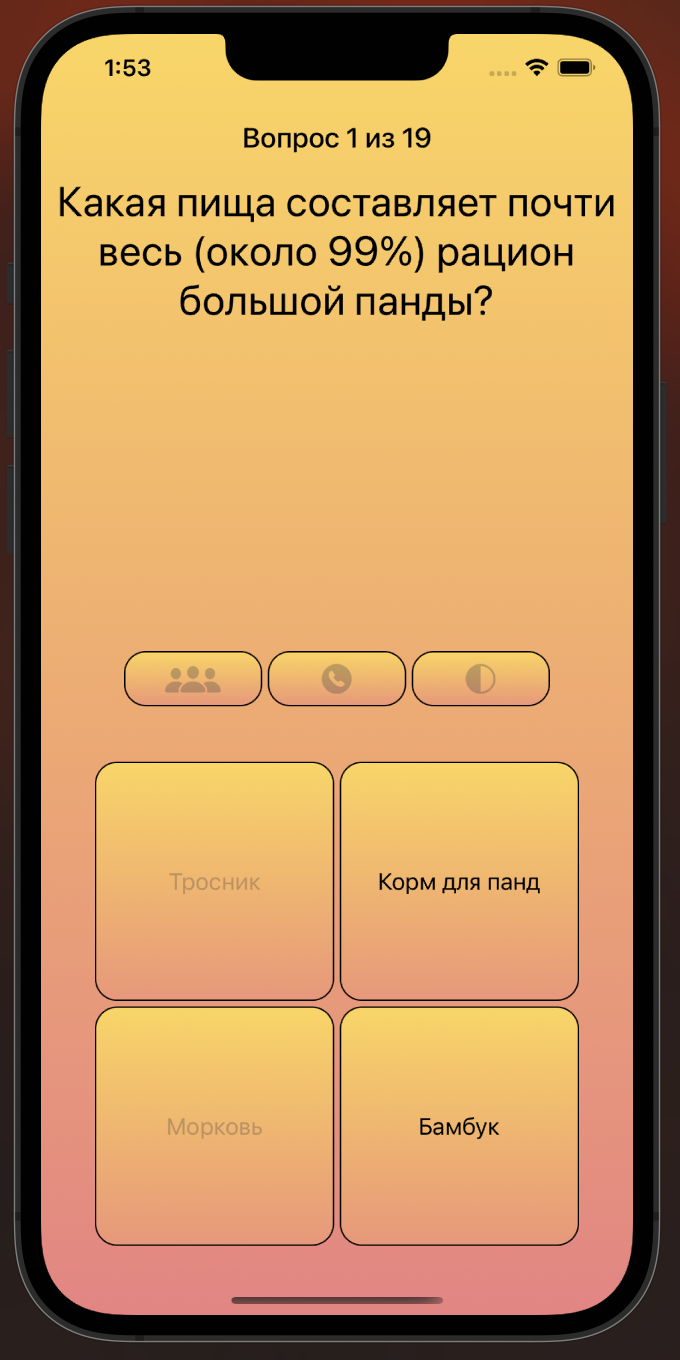 1:53
Вопрос 1 из 19
Какая пища составляет почти
весь (около 99%) рацион
большой панды?
Тросник
Корм для панд
Морковь
Бамбук